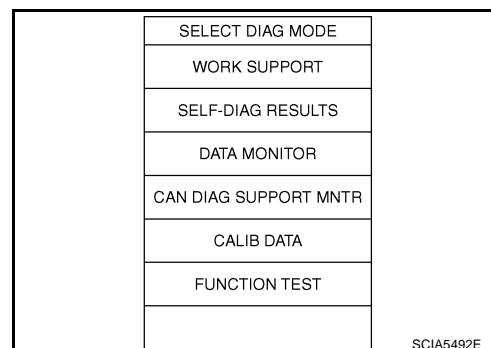 SELECT DIAG MODE
WORK SUPPORT
SELF-DIAG RESULTS
DATA MONITOR
CAN DIAG SUPPORT MNTR
CALIB DATA
FUNCTION TEST
SCIA5492E